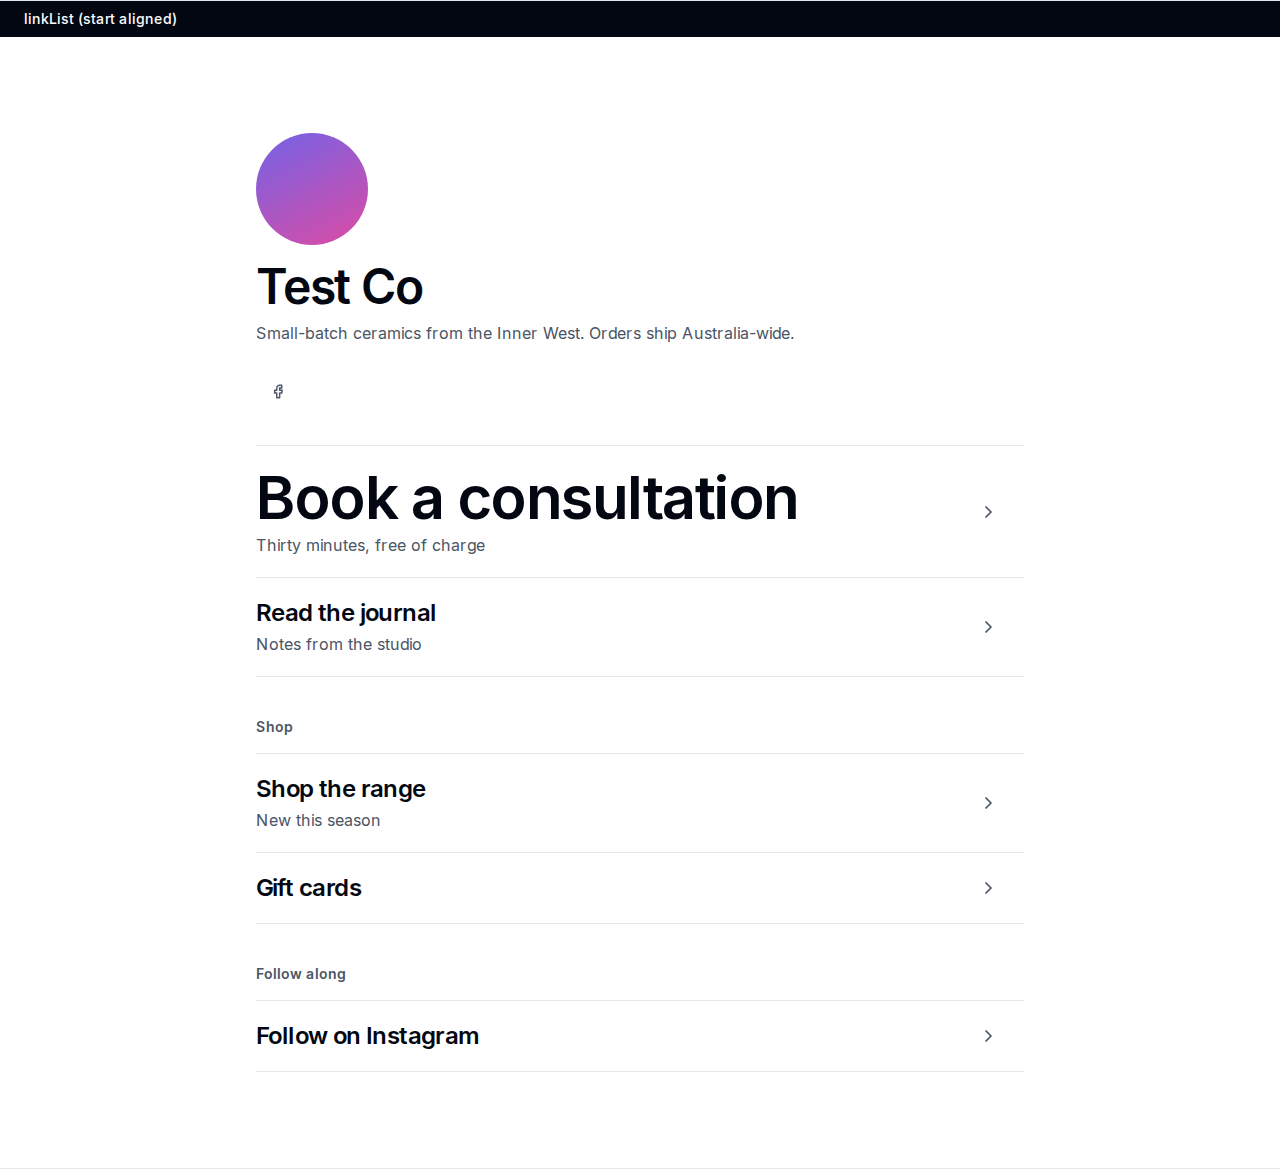 linkList (start aligned)
Test Co
Small-batch ceramics from the Inner West. Orders ship Australia-wide.
Book a consultation
Thirty minutes, free of charge
Read the journal
Notes from the studio
Shop
Shop the range
New this season
Gift cards
Follow along
Follow on Instagram